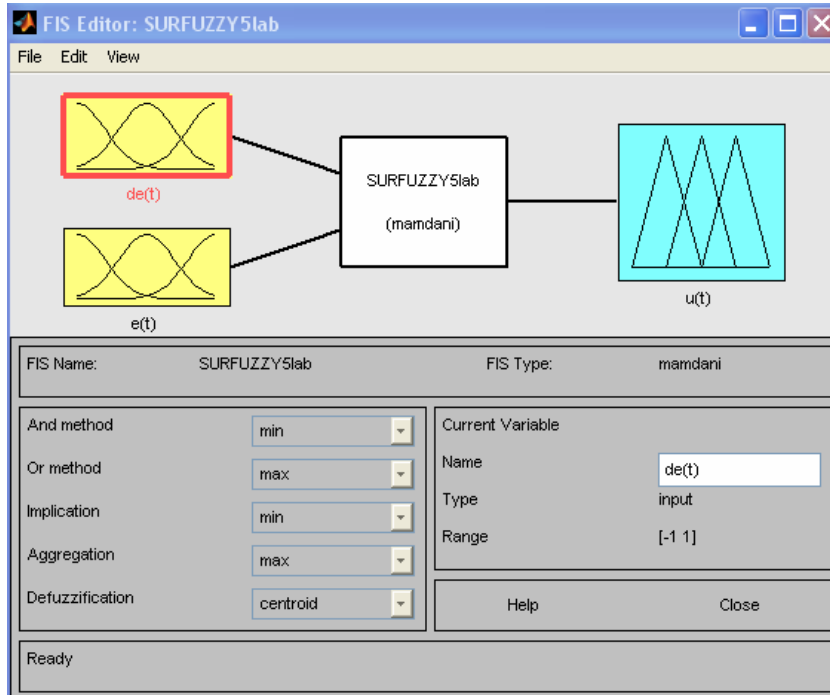 FIS Editor: SURFUZZY5lab
File Edit View
de(t)
e(t)
SURFUZZY5lab
(mamdani)
u(t)
FIS Name: SURFUZZY5lab FIS Type: mamdani
And method min
Or method max
Implication min
Aggregation max
Defuzzification centroid
Current Variable
Name de(t)
Type input
Range [-1 1]
Help Close
Ready